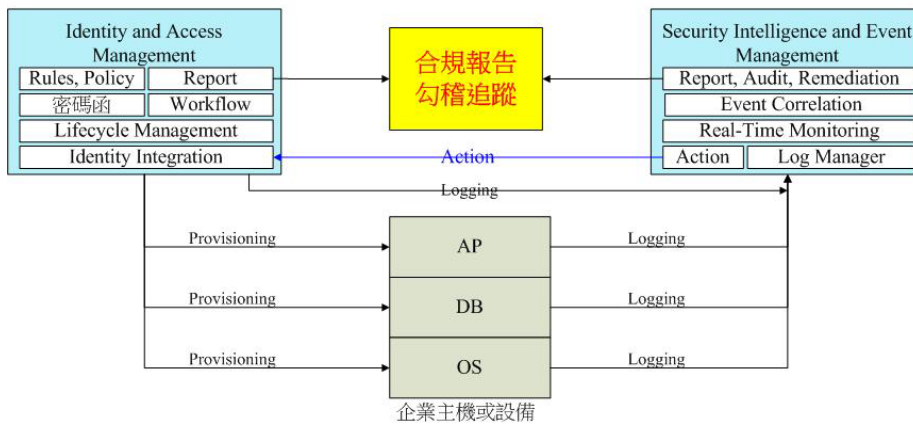 Identity and Access
Management
Rules, Policy
Report
密碼函
Workflow
Lifecycle Management
Identity Integration
合規報告
勾稽追蹤
Security Intelligence and Event
Management
Report, Audit, Remediation
Event Correlation
Real-Time Monitoring
Action
Log Manager
Action
Logging
Provisioning
AP
Logging
Provisioning
DB
Logging
Provisioning
OS
Logging
企業主機或設備